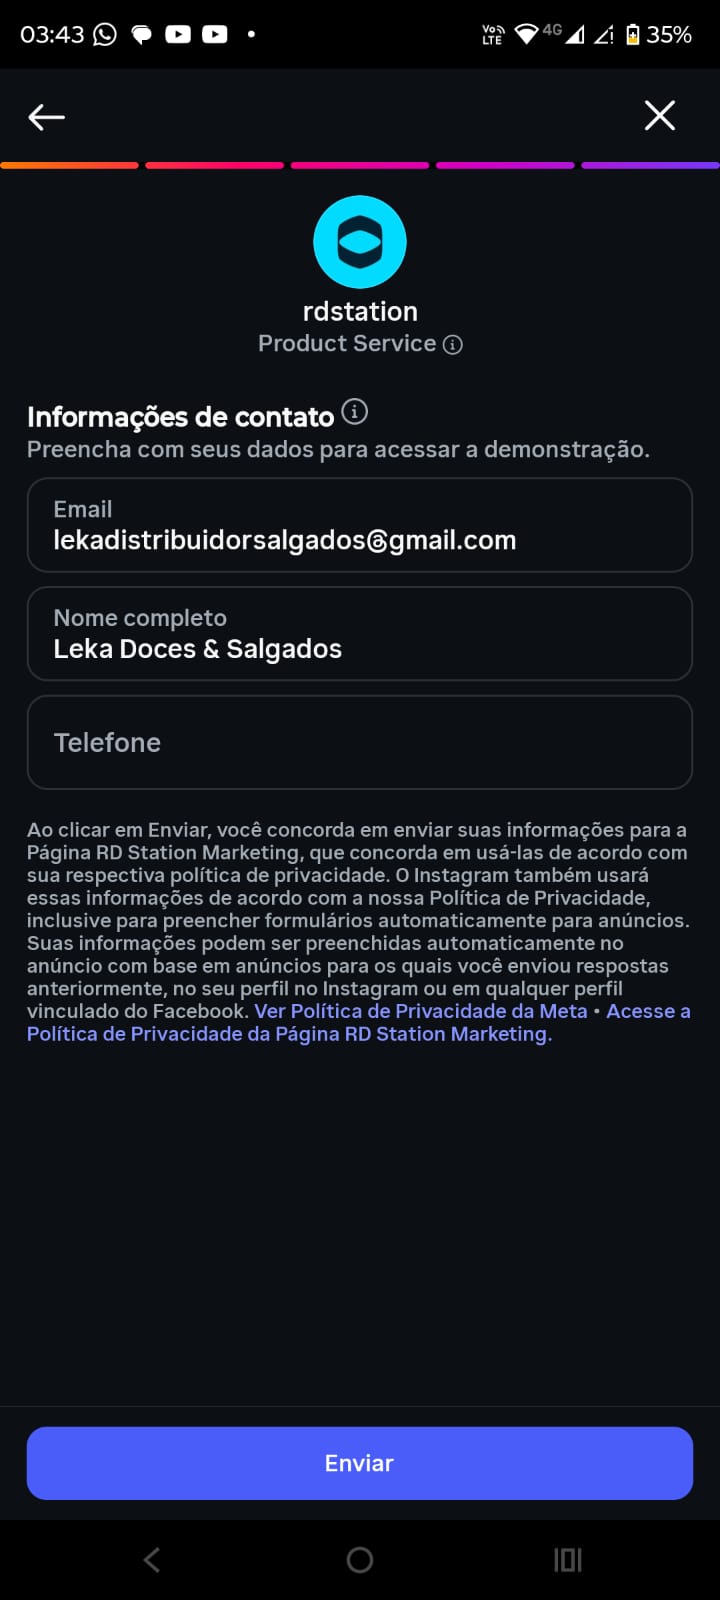 03:43
Vo LTE 4G 35%
rdstation
Product Service
Informações de contato
Preencha com seus dados para acessar a demonstração.
Email
lekadistribuidorsalgados@gmail.com
Nome completo
Leka Doces & Salgados
Telefone
Ao clicar em Enviar, você concorda em enviar suas informações para a
Página RD Station Marketing, que concorda em usá-las de acordo com
sua respectiva política de privacidade. O Instagram também usará
essas informações de acordo com a nossa Política de Privacidade,
inclusive para preencher formulários automaticamente para anúncios.
Suas informações podem ser preenchidas automaticamente no
anúncio com base em anúncios para os quais você enviou respostas
anteriormente, no seu perfil no Instagram ou em qualquer perfil
vinculado do Facebook. Ver Política de Privacidade da Meta • Acesse a
Política de Privacidade da Página RD Station Marketing.
Enviar